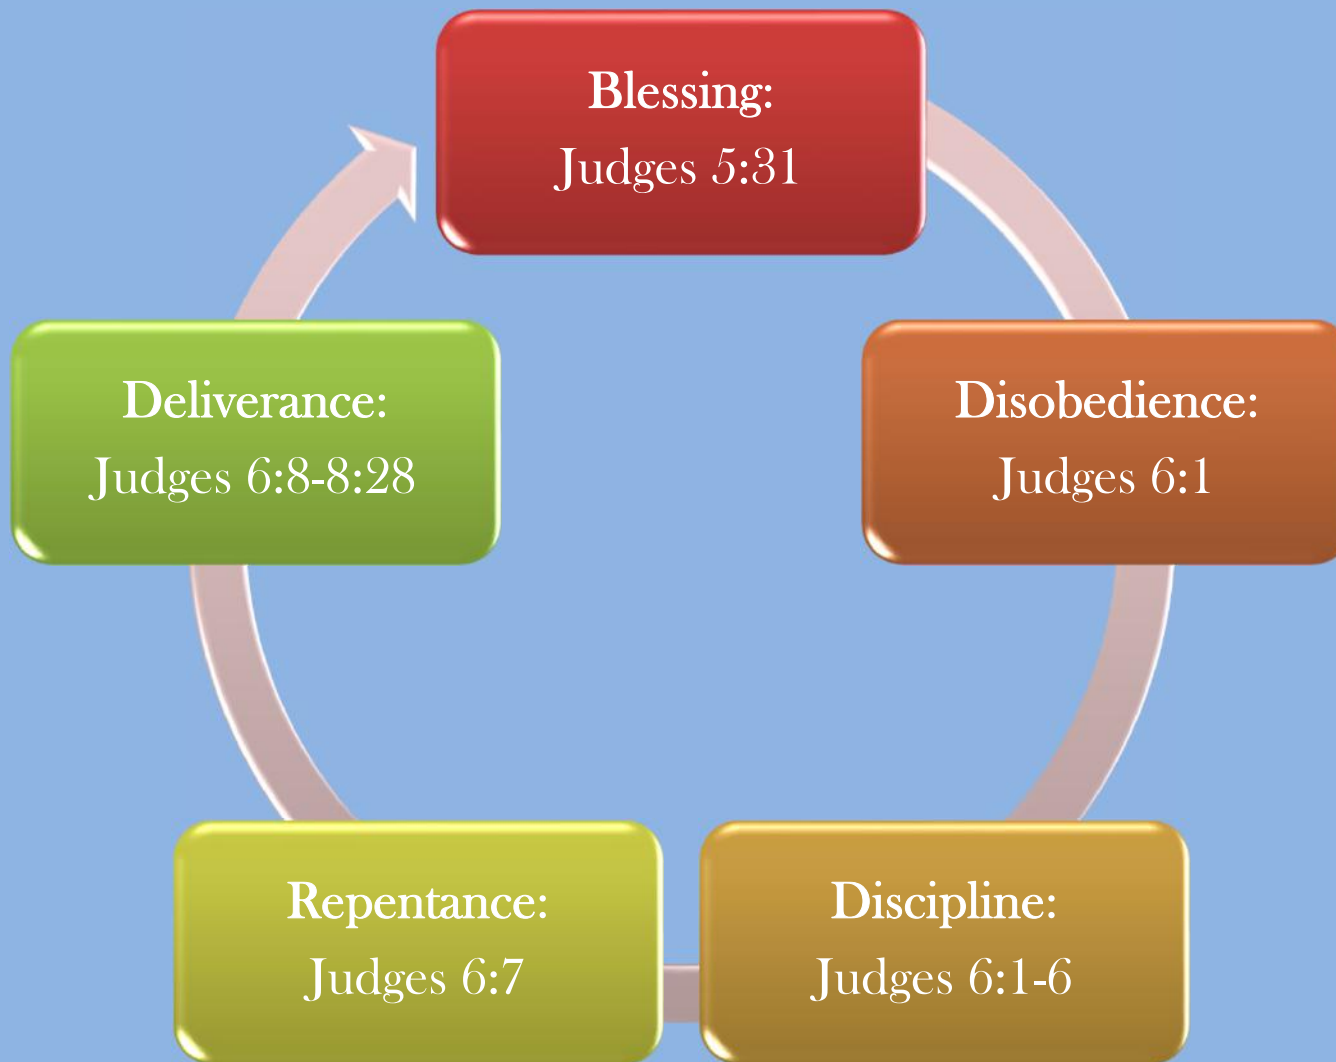 Blessing:
Judges 5:31
Disobedience:
Judges 6:1
Discipline:
Judges 6:1-6
Repentance:
Judges 6:7
Deliverance:
Judges 6:8-8:28